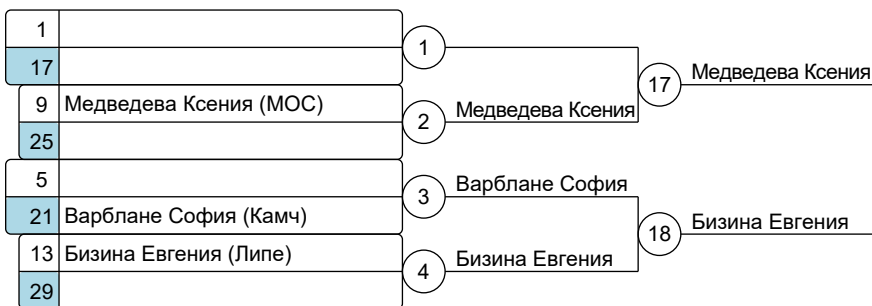 1
17
1
17 Медведева Ксения
9 Медведева Ксения (МОС)
2 Медведева Ксения
25
5
3 Варблане София
21 Варблане София (Камч)
18 Бизина Евгения
13 Бизина Евгения (Липе)
4 Бизина Евгения
29